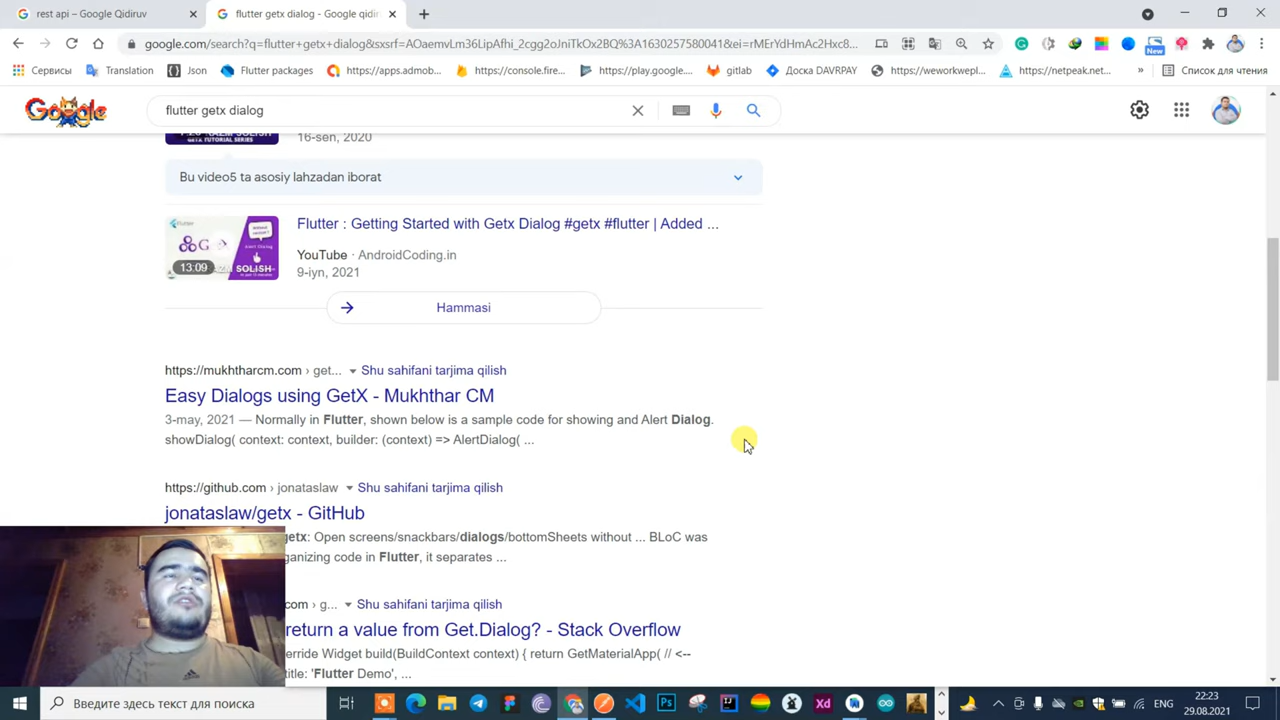 rest api – Google Qidiruv
flutter getx dialog - Google qidir
google.com/search?q=flutter+getx+dialog&sxsrf=AOaemvLm36LipAfhi_2cgg2oJniTkOx2BQ%3A1630257580041&ei=rMErYdHmAc2Hxc8...
Сервисы
Translation
Json
Flutter packages
https://apps.admob...
https://console.fire...
https://play.google....
gitlab
Доска DAVRPAY
https://weworkwepl...
https://netpeak.net...
»
Список для чтения
New
Google
flutter getx dialog
16-sen, 2020
Bu video5 ta asosiy lahzadan iborat
Flutter : Getting Started with Getx Dialog #getx #flutter | Added ...
YouTube · AndroidCoding.in
9-iyn, 2021
13:09
Hammasi
https://mukhtharcm.com › get... Shu sahifani tarjima qilish
Easy Dialogs using GetX - Mukhthar CM
3-may, 2021 — Normally in Flutter, shown below is a sample code for showing and Alert Dialog.
showDialog( context: context, builder: (context) => AlertDialog( ...
https://github.com › jonataslaw Shu sahifani tarjima qilish
jonataslaw/getx - GitHub
etx: Open screens/snackbars/dialogs/bottomSheets without ... BLoC was
ganizing code in Flutter, it separates ...
com › g... Shu sahifani tarjima qilish
return a value from Get.Dialog? - Stack Overflow
erride Widget build(BuildContext context) { return GetMaterialApp( // <--
title: 'Flutter Demo', ...
Введите здесь текст для поиска
ENG
22:23
29.08.2021